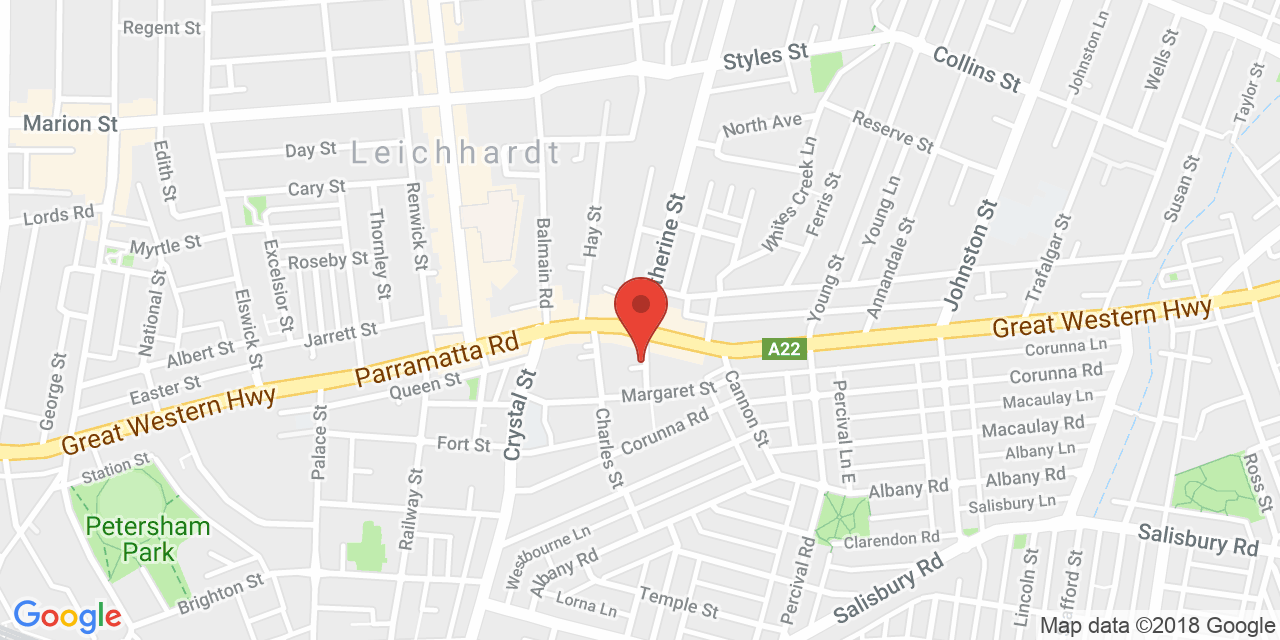 Regent St
Styles St
Collins St
Johnston Ln
Wells St
Taylor St
Marion St
Edith St
Day St
Leichhardt
North Ave
Reserve St
Cary St
Renwick St
Whites Creek Ln
Ferris St
Young Ln
Susan St
Lords Rd
Myrtle St
Thornley St
Balmain Rd
Hay St
therine St
Annandale St
Johnston St
Trafalgar St
Excelsior St
Roseby St
National St
Elswick St
Jarrett St
Young St
Great Western Hwy
George St
Albert St
Parramatta Rd
A22
Corunna Ln
Easter St
Queen St
Margaret St
Corunna Rd
Great Western Hwy
Palace St
Crystal St
Charles St
Corunna Rd
Cannon St
Percival Ln E
Macaulay Ln
Macaulay Rd
Fort St
Albany Ln
Station St
Railway St
Albany Rd
Albany Rd
Ross St
Salisbury Ln
Petersham
Park
Westbourne Ln
Clarendon Rd
Salisbury Rd
Albany Rd
Percival Rd
Salisbury Rd
Brighton St
Lorna Ln
Temple St
Lincoln St
afford St
Google
Map data ©2018 Google